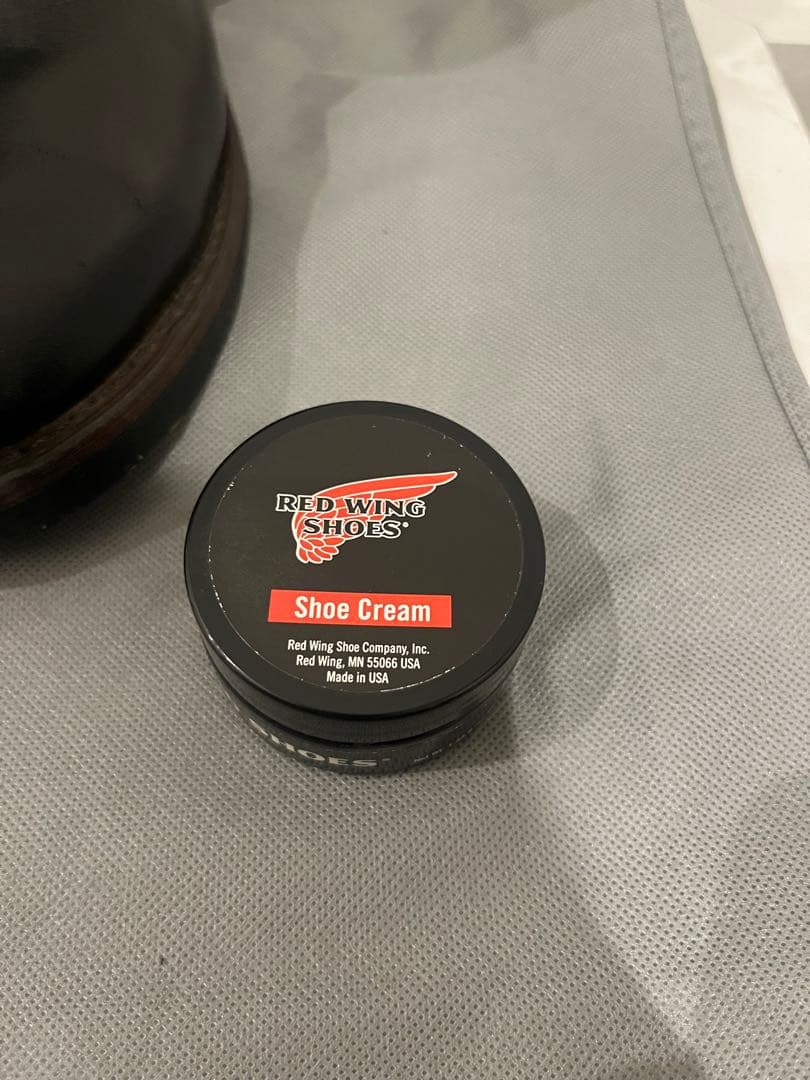 RED WING
SHOES®
Shoe Cream
Red Wing Shoe Company, Inc.
Red Wing, MN 55066 USA
Made in USA
SHOES